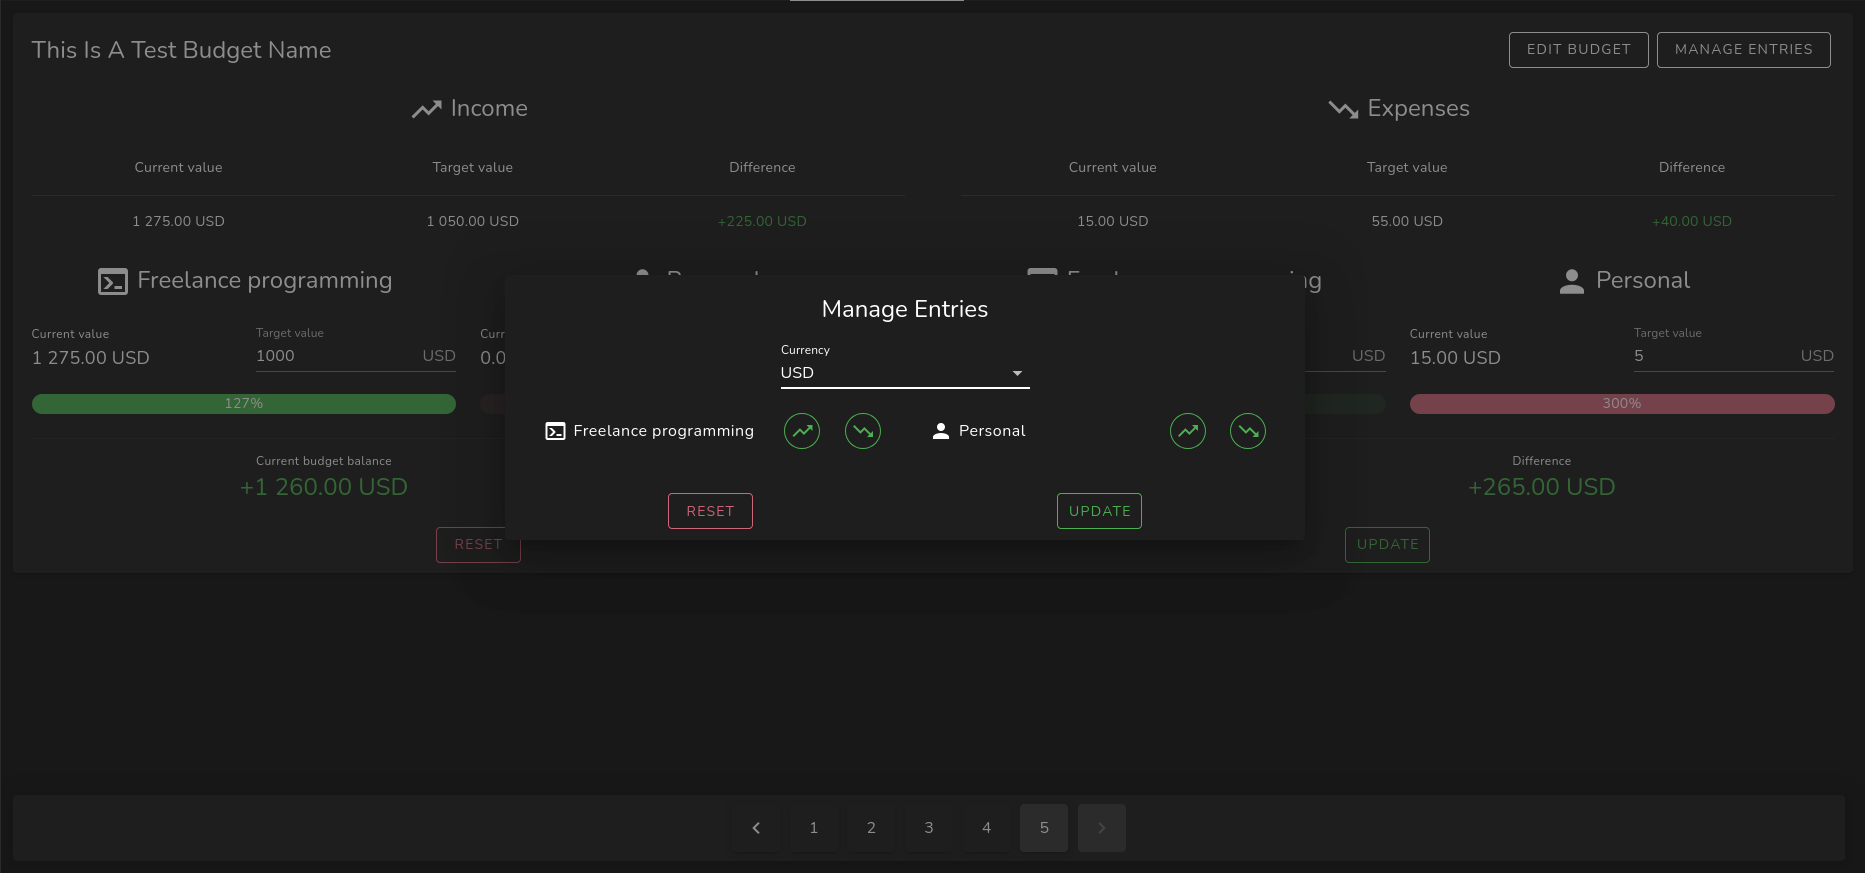 This Is A Test Budget Name
EDIT BUDGET MANAGE ENTRIES
Income
Expenses
Current value Target value Difference
Current value Target value Difference
1 275.00 USD 1 050.00 USD +225.00 USD
15.00 USD 55.00 USD +40.00 USD
Freelance programming
Personal
Current value
1 275.00 USD
Target value
1000 USD
127%
Curr
0.0
USD
Current value
15.00 USD
Target value
5 USD
300%
Current budget balance
+1 260.00 USD
Difference
+265.00 USD
RESET
UPDATE
Manage Entries
Currency
USD
Freelance programming
Personal
RESET
UPDATE
1 2 3 4 5